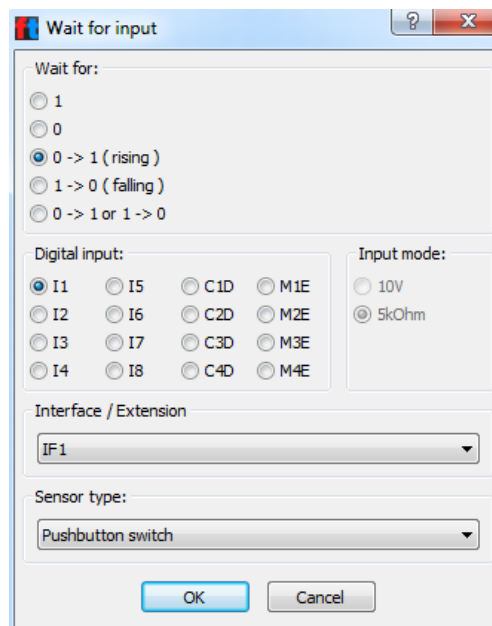 Wait for input
Wait for:
1
0
0 -> 1 ( rising )
1 -> 0 ( falling )
0 -> 1 or 1 -> 0
Digital input:
I1 I5 C1D M1E
I2 I6 C2D M2E
I3 I7 C3D M3E
I4 I8 C4D M4E
Input mode:
10V
5kOhm
Interface / Extension
IF1
Sensor type:
Pushbutton switch
OK Cancel